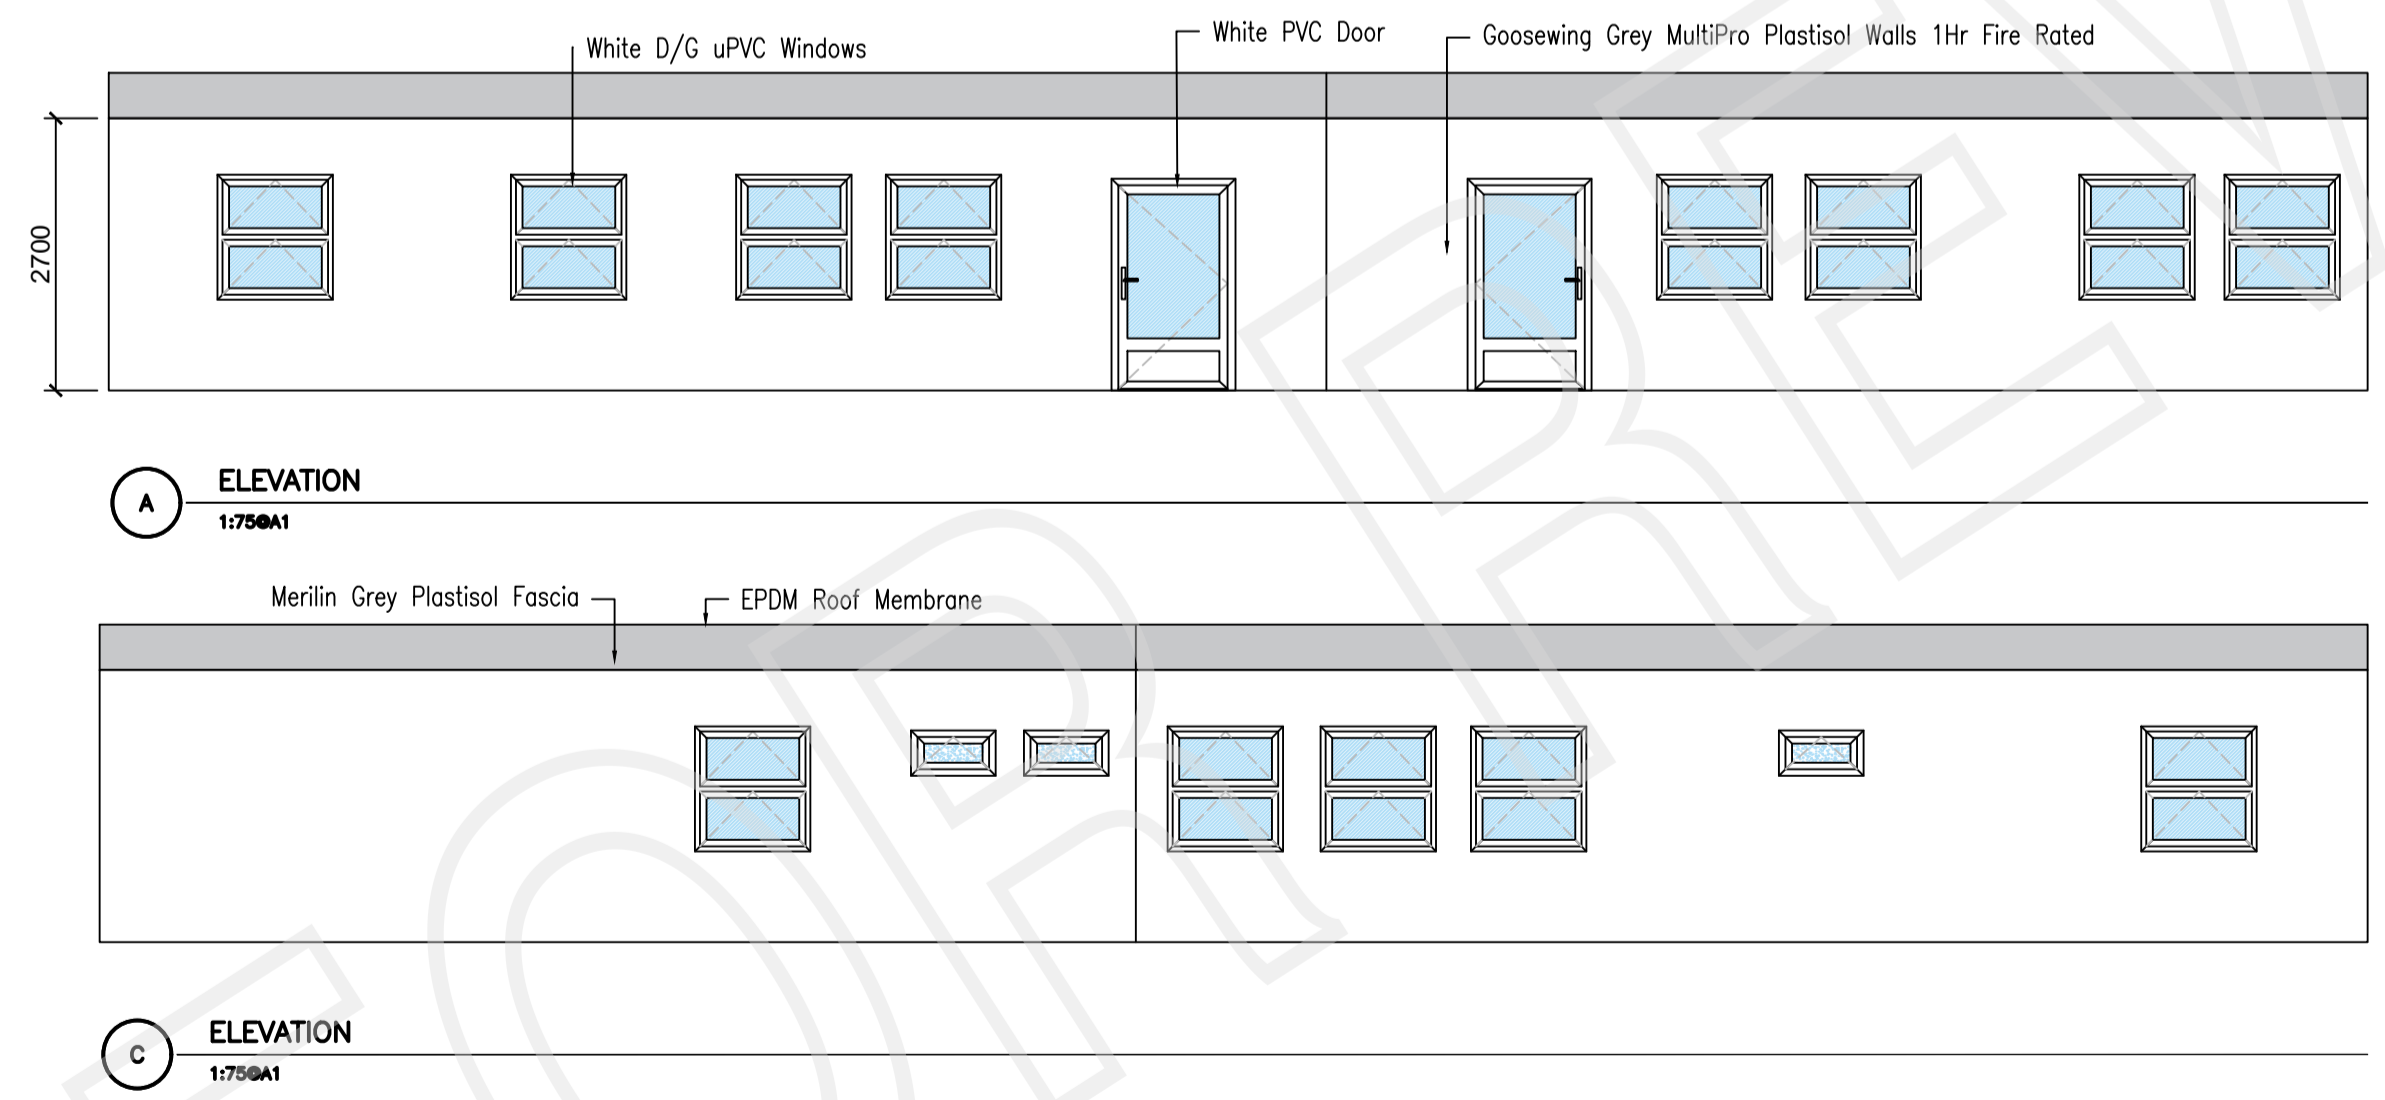 White D/G uPVC Windows
White PVC Door
Goosewing Grey MultiPro Plastisol Walls 1Hr Fire Rated
2700
A
ELEVATION
1:75@A1
Merilin Grey Plastisol Fascia
EPDM Roof Membrane
C
ELEVATION
1:75@A1